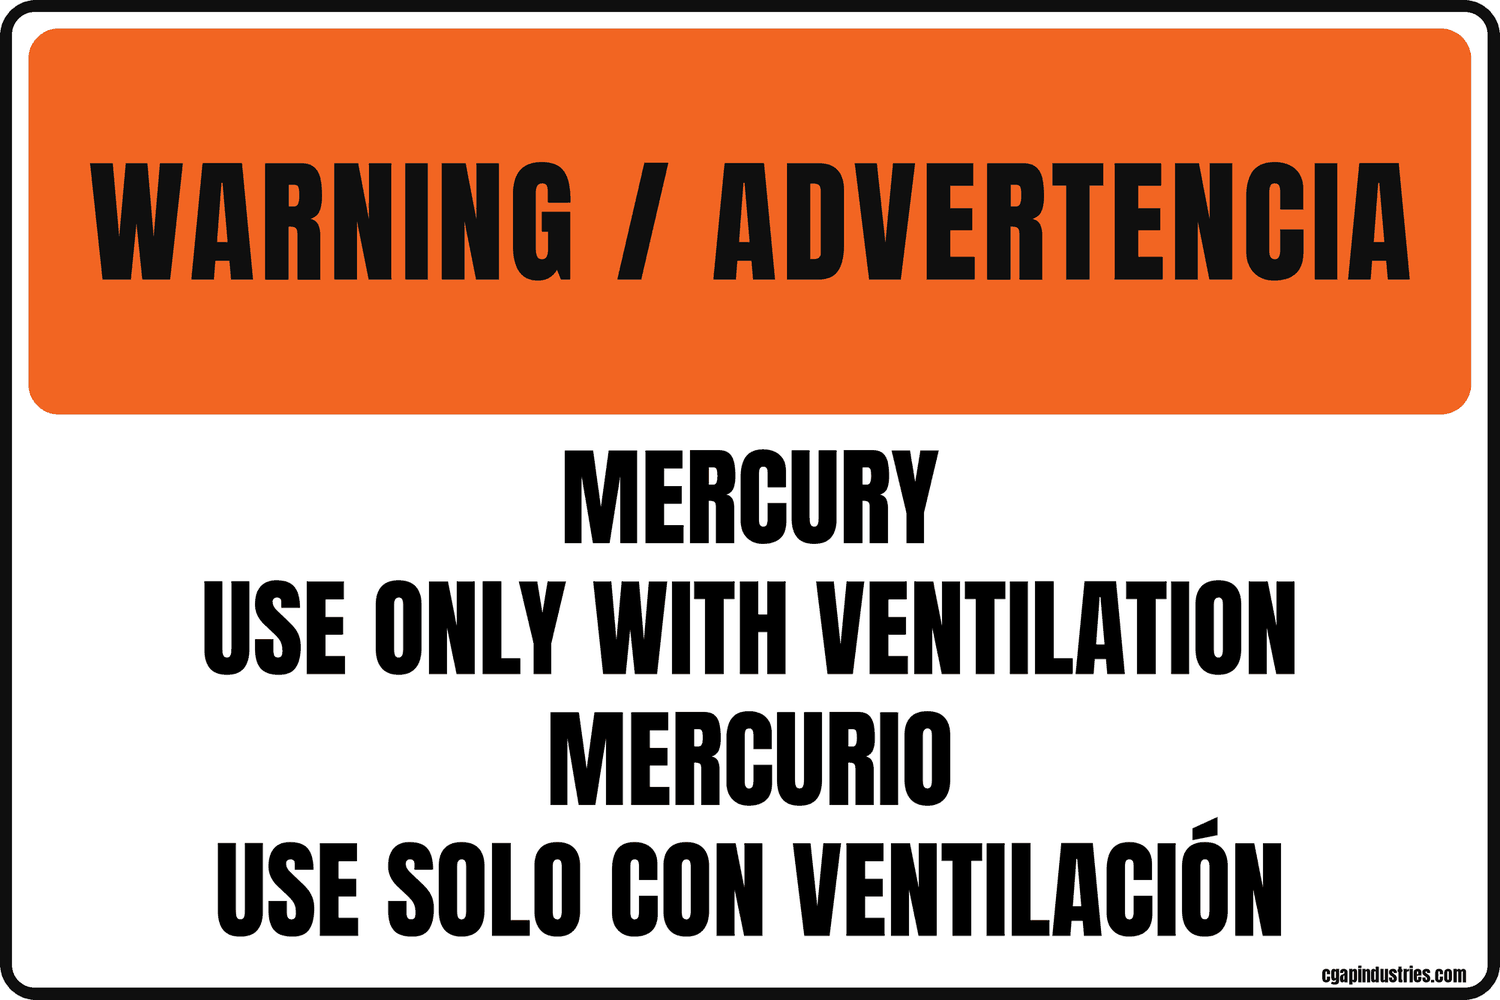 WARNING / ADVERTENCIA
MERCURY
USE ONLY WITH VENTILATION
MERCURIO
USE SOLO CON VENTILACIÓN
cgapindustries.com